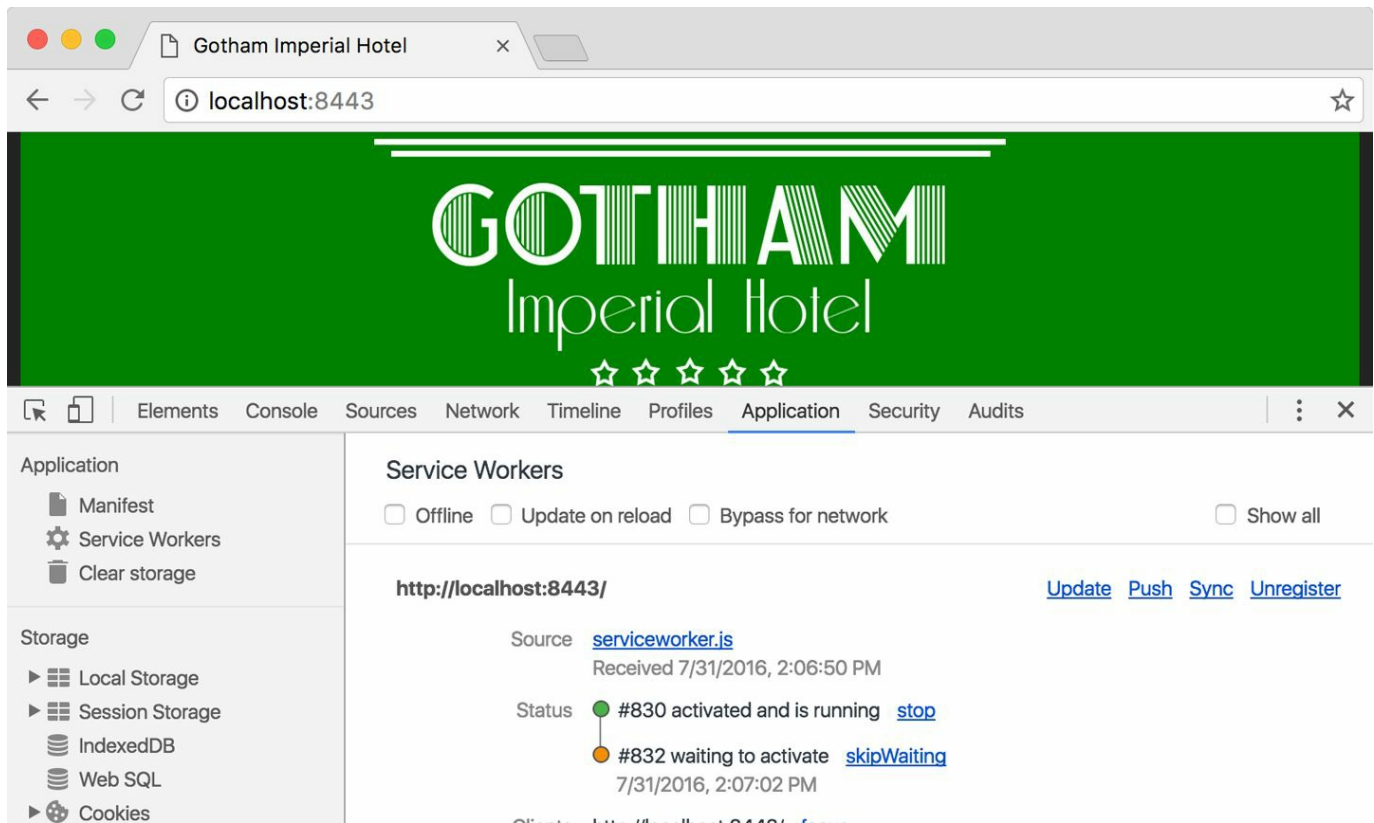 Gotham Imperial Hotel
localhost:8443
GOTHAM
Imperial Hotel
Elements Console Sources Network Timeline Profiles Application Security Audits
Application
Manifest
Service Workers
Clear storage
Storage
Local Storage
Session Storage
IndexedDB
Web SQL
Cookies
Service Workers
Offline Update on reload Bypass for network Show all
http://localhost:8443/ Update Push Sync Unregister
Source serviceworker.js
Received 7/31/2016, 2:06:50 PM
Status #830 activated and is running stop
#832 waiting to activate skipWaiting
7/31/2016, 2:07:02 PM